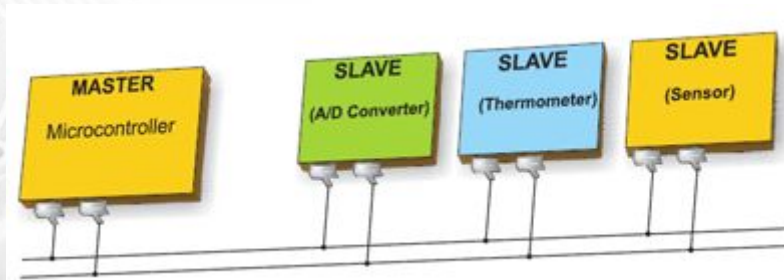 MASTER
Microcontroller
SLAVE
(A/D Converter)
SLAVE
(Thermometer)
SLAVE
(Sensor)